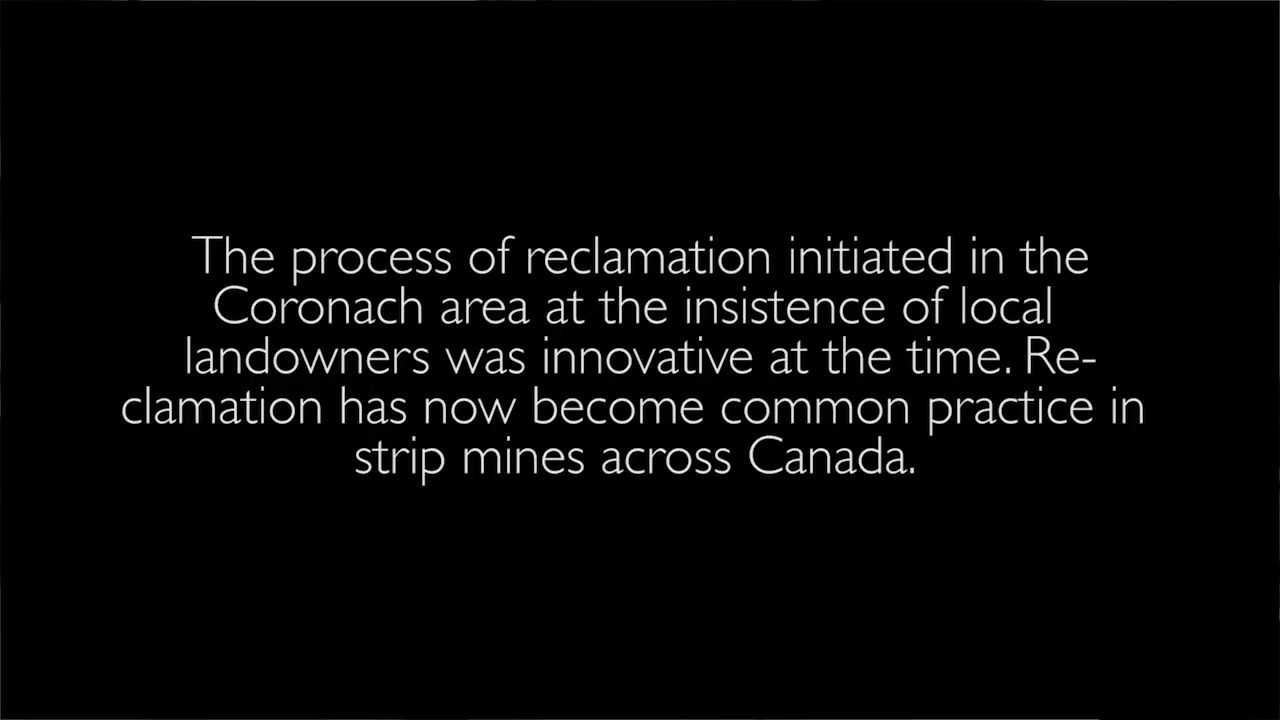 The process of reclamation initiated in the
Coronach area at the insistence of local
landowners was innovative at the time. Re-
clamation has now become common practice in
strip mines across Canada.